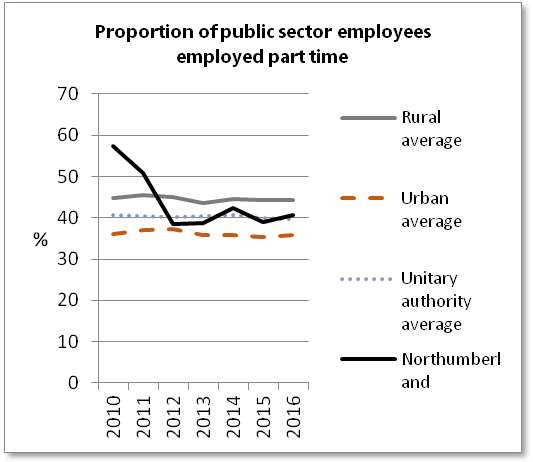 Proportion of public sector employees
employed part time
70
60
50
40
30
20
10
0
%
2010
2011
2012
2013
2014
2015
2016
Rural
average
Urban
average
Unitary
authority
average
Northumberl
and